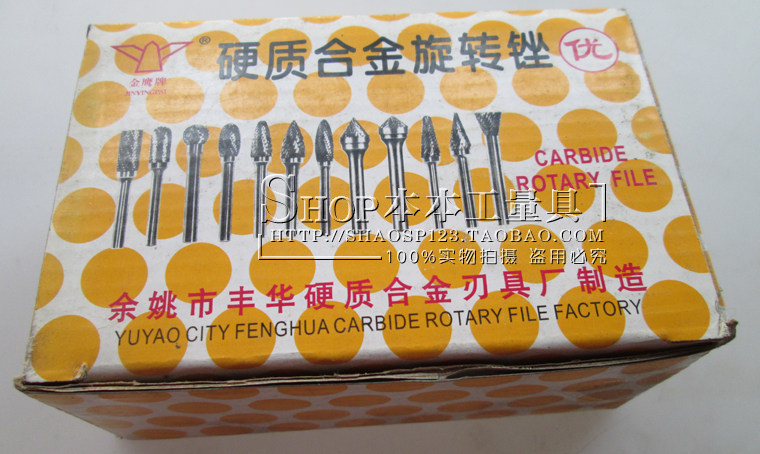 硬质合金旋转锉
优
®
金鹰牌
CARBIDE
ROTARY FILE
SHOP本本工量具
HTTP://SHAOSP123.TAOBAO.COM
100%实物拍摄 盗用必究
余姚市丰华硬质合金刃具厂制造
YUYAO CITY FENGHUA CARBIDE ROTARY FILE FACTORY